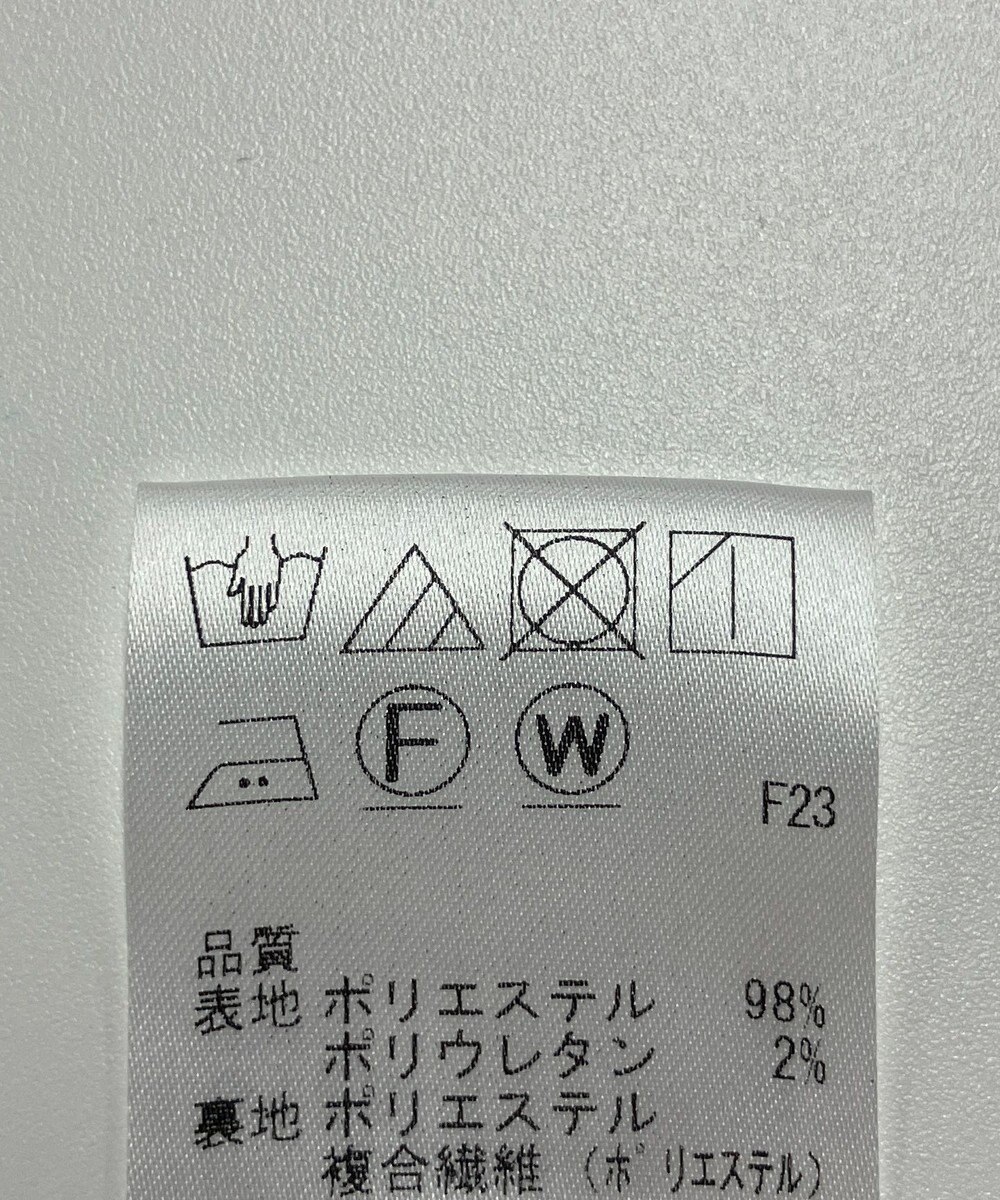 F W
F23
品質
表地 ポリエステル 98%
ポリウレタン 2%
裏地 ポリエステル
複合繊維 (ポリエステル)